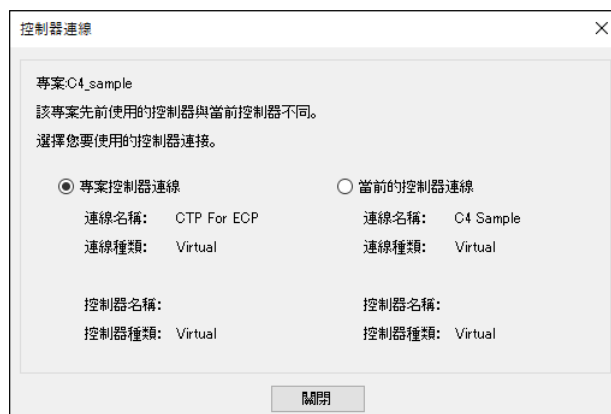 控制器連線
專案:C4_sample
該專案先前使用的控制器與當前控制器不同。
選擇您要使用的控制器連接。
專案控制器連線 當前的控制器連線
連線名稱: CTP For ECP 連線名稱: C4 Sample
連線種類: Virtual 連線種類: Virtual
控制器名稱: 控制器名稱:
控制器種類: Virtual 控制器種類: Virtual
關閉